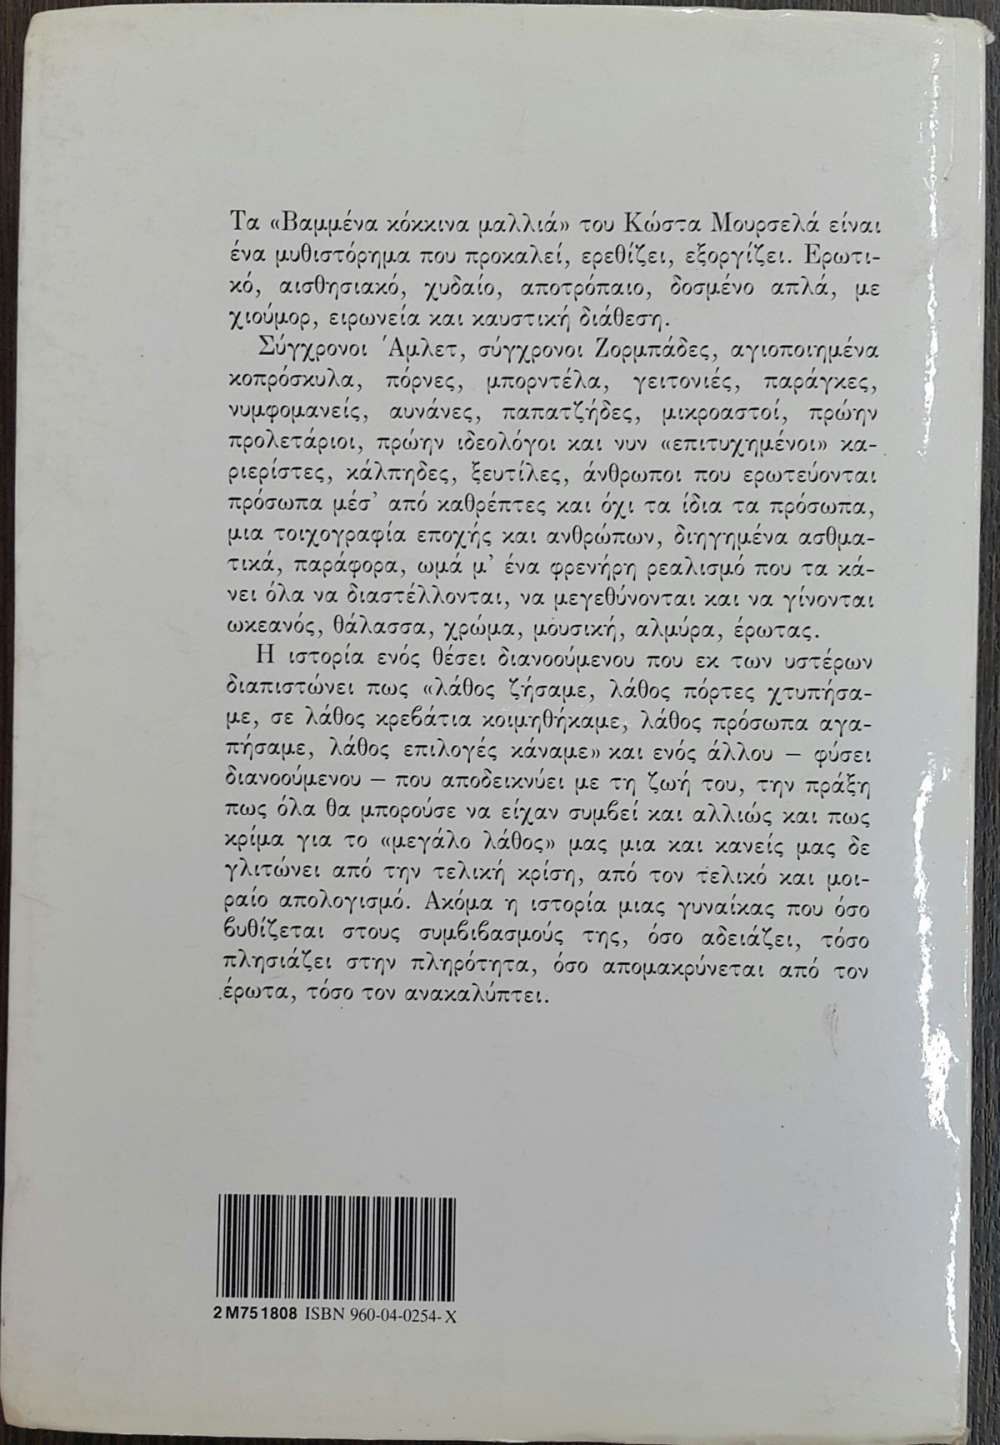 Τα «Βαμμένα κόκκινα μαλλιά» του Κώστα Μουρσελά είναι
ένα μυθιστόρημα που προκαλεί, ερεθίζει, εξοργίζει. Ερωτι-
κό, αισθησιακό, χυδαίο, αποτρόπαιο, δοσμένο απλά, με
χιούμορ, ειρωνεία και καυστική διάθεση.
Σύγχρονοι Άμλετ, σύγχρονοι Ζορμπάδες, αγιοποιημένα
κοπρόσκυλα, πόρνες, μπορντέλα, γειτονιές, παράγκες,
νυμφομανείς, αυνάνες, παπατζήδες, μικροαστοί, πρώην
προλετάριοι, πρώην ιδεολόγοι και νυν «επιτυχημένοι» κα-
ριερίστες, κάλπηδες, ξευτίλες, άνθρωποι που ερωτεύονται
πρόσωπα μέσ' από καθρέπτες και όχι τα ίδια τα πρόσωπα,
μια τοιχογραφία εποχής και ανθρώπων, διηγημένα ασθμα-
τικά, παράφορα, ωμά μ' ένα φρενήρη ρεαλισμό που τα κά-
νει όλα να διαστέλλονται, να μεγεθύνονται και να γίνονται
ωκεανός, θάλασσα, χρώμα, μουσική, αλμύρα, έρωτας.
Η ιστορία ενός θέσει διανοούμενου που εκ των υστέρων
διαπιστώνει πως «λάθος ζήσαμε, λάθος πόρτες χτυπήσα-
με, σε λάθος κρεβάτια κοιμηθήκαμε, λάθος πρόσωπα αγα-
πήσαμε, λάθος επιλογές κάναμε» και ενός άλλου – φύσει
διανοούμενου – που αποδεικνύει με τη ζωή του, την πράξη
πως όλα θα μπορούσε να είχαν συμβεί και αλλιώς και πως
κρίμα για το «μεγάλο λάθος» μας μια και κανείς μας δε
γλιτώνει από την τελική κρίση, από τον τελικό και μοι-
ραίο απολογισμό. Ακόμα η ιστορία μιας γυναίκας που όσο
βυθίζεται στους συμβιβασμούς της, όσο αδειάζει, τόσο
πλησιάζει στην πληρότητα, όσο απομακρύνεται από τον
έρωτα, τόσο τον ανακαλύπτει.
2 M751808 ISBN 960-04-0254-X